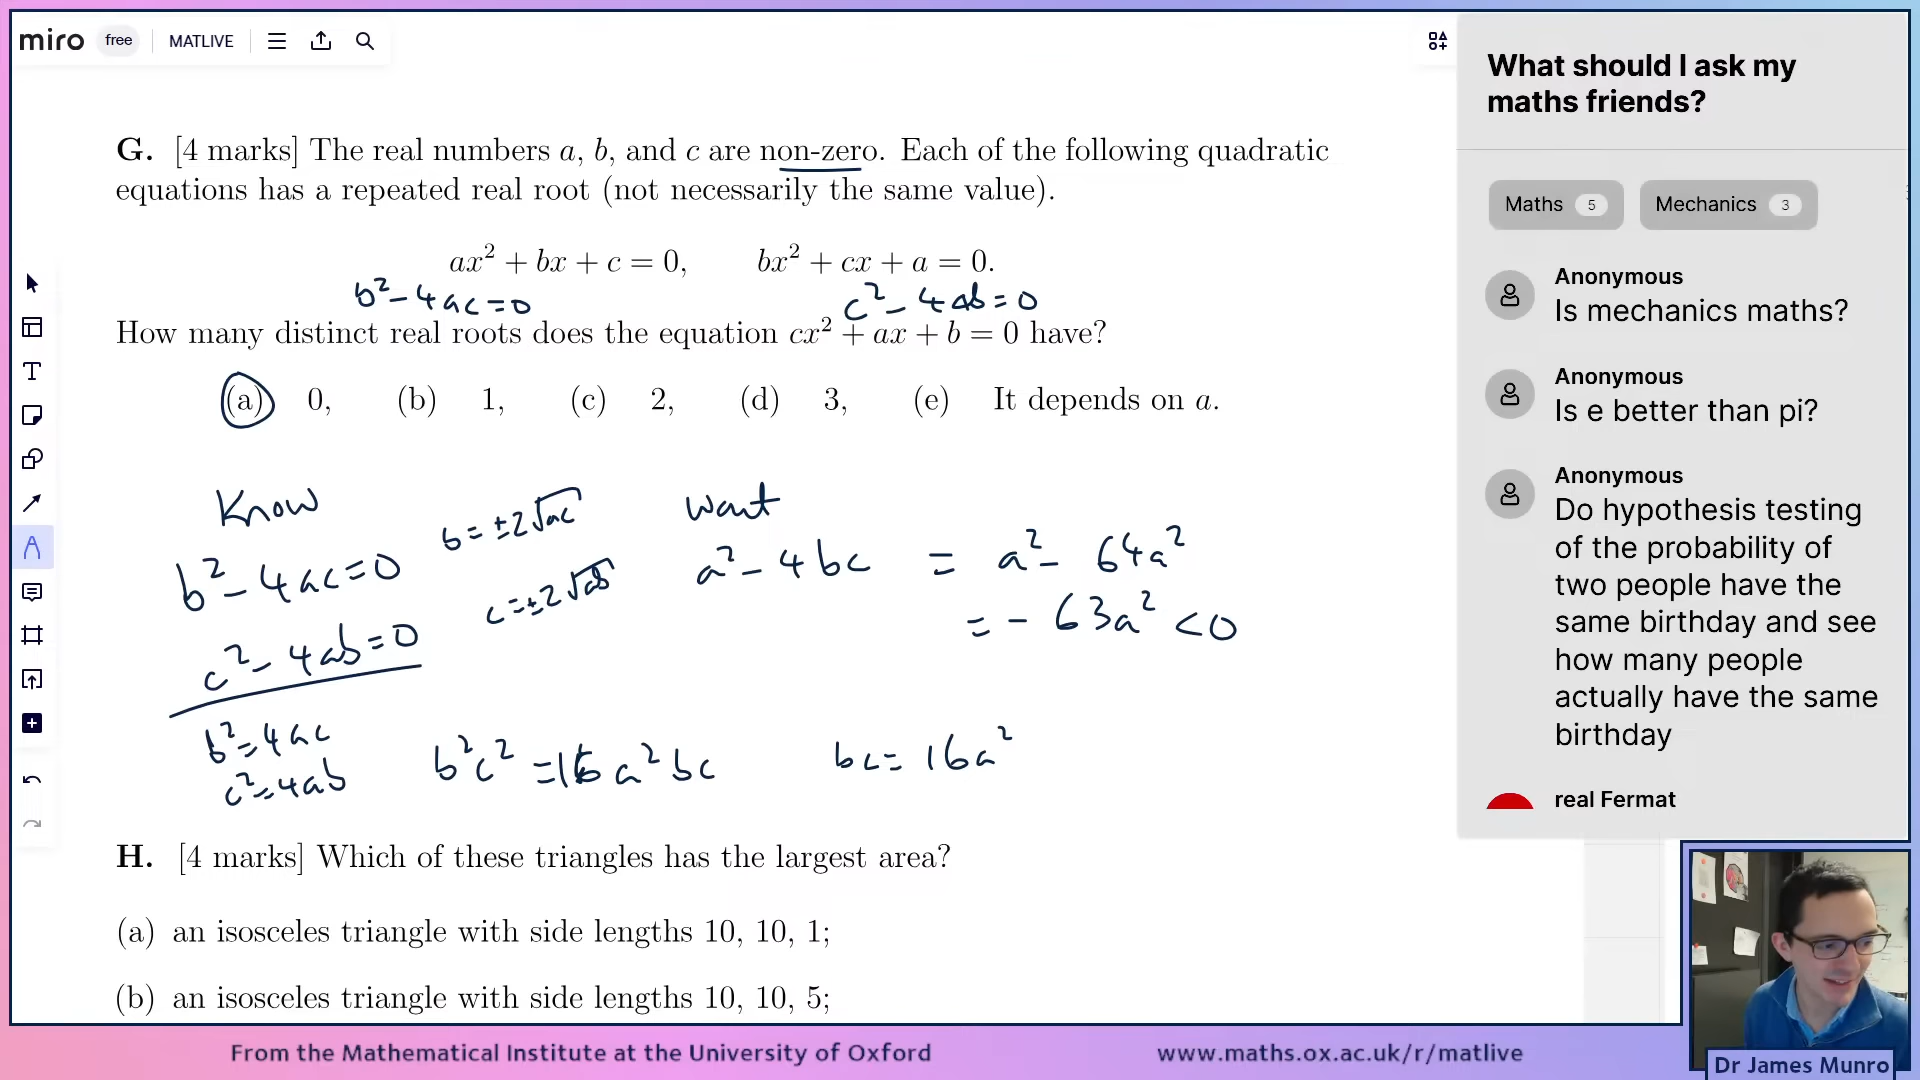 miro free MATLIVE
G. [4 marks] The real numbers a, b, and c are non-zero. Each of the following quadratic
equations has a repeated real root (not necessarily the same value).
ax² + bx + c = 0, bx² + cx + a = 0.
b² - 4ac = 0 c² - 4ab = 0
How many distinct real roots does the equation cx² + ax + b = 0 have?
(a) 0, (b) 1, (c) 2, (d) 3, (e) It depends on a.
Know
b² - 4ac = 0
c² - 4ab = 0
b = ±2√ac
c = ±2√ab
want
a² - 4bc = a² - 64a²
= - 63a² < 0
b² = 4ac
c² = 4ab
b²c² = 16a²bc
bc = 16a²
H. [4 marks] Which of these triangles has the largest area?
(a) an isosceles triangle with side lengths 10, 10, 1;
(b) an isosceles triangle with side lengths 10, 10, 5;
What should I ask my
maths friends?
Maths 5 Mechanics 3
Anonymous
Is mechanics maths?
Anonymous
Is e better than pi?
Anonymous
Do hypothesis testing
of the probability of
two people have the
same birthday and see
how many people
actually have the same
birthday
real Fermat
From the Mathematical Institute at the University of Oxford
www.maths.ox.ac.uk/r/matlive
Dr James Munro